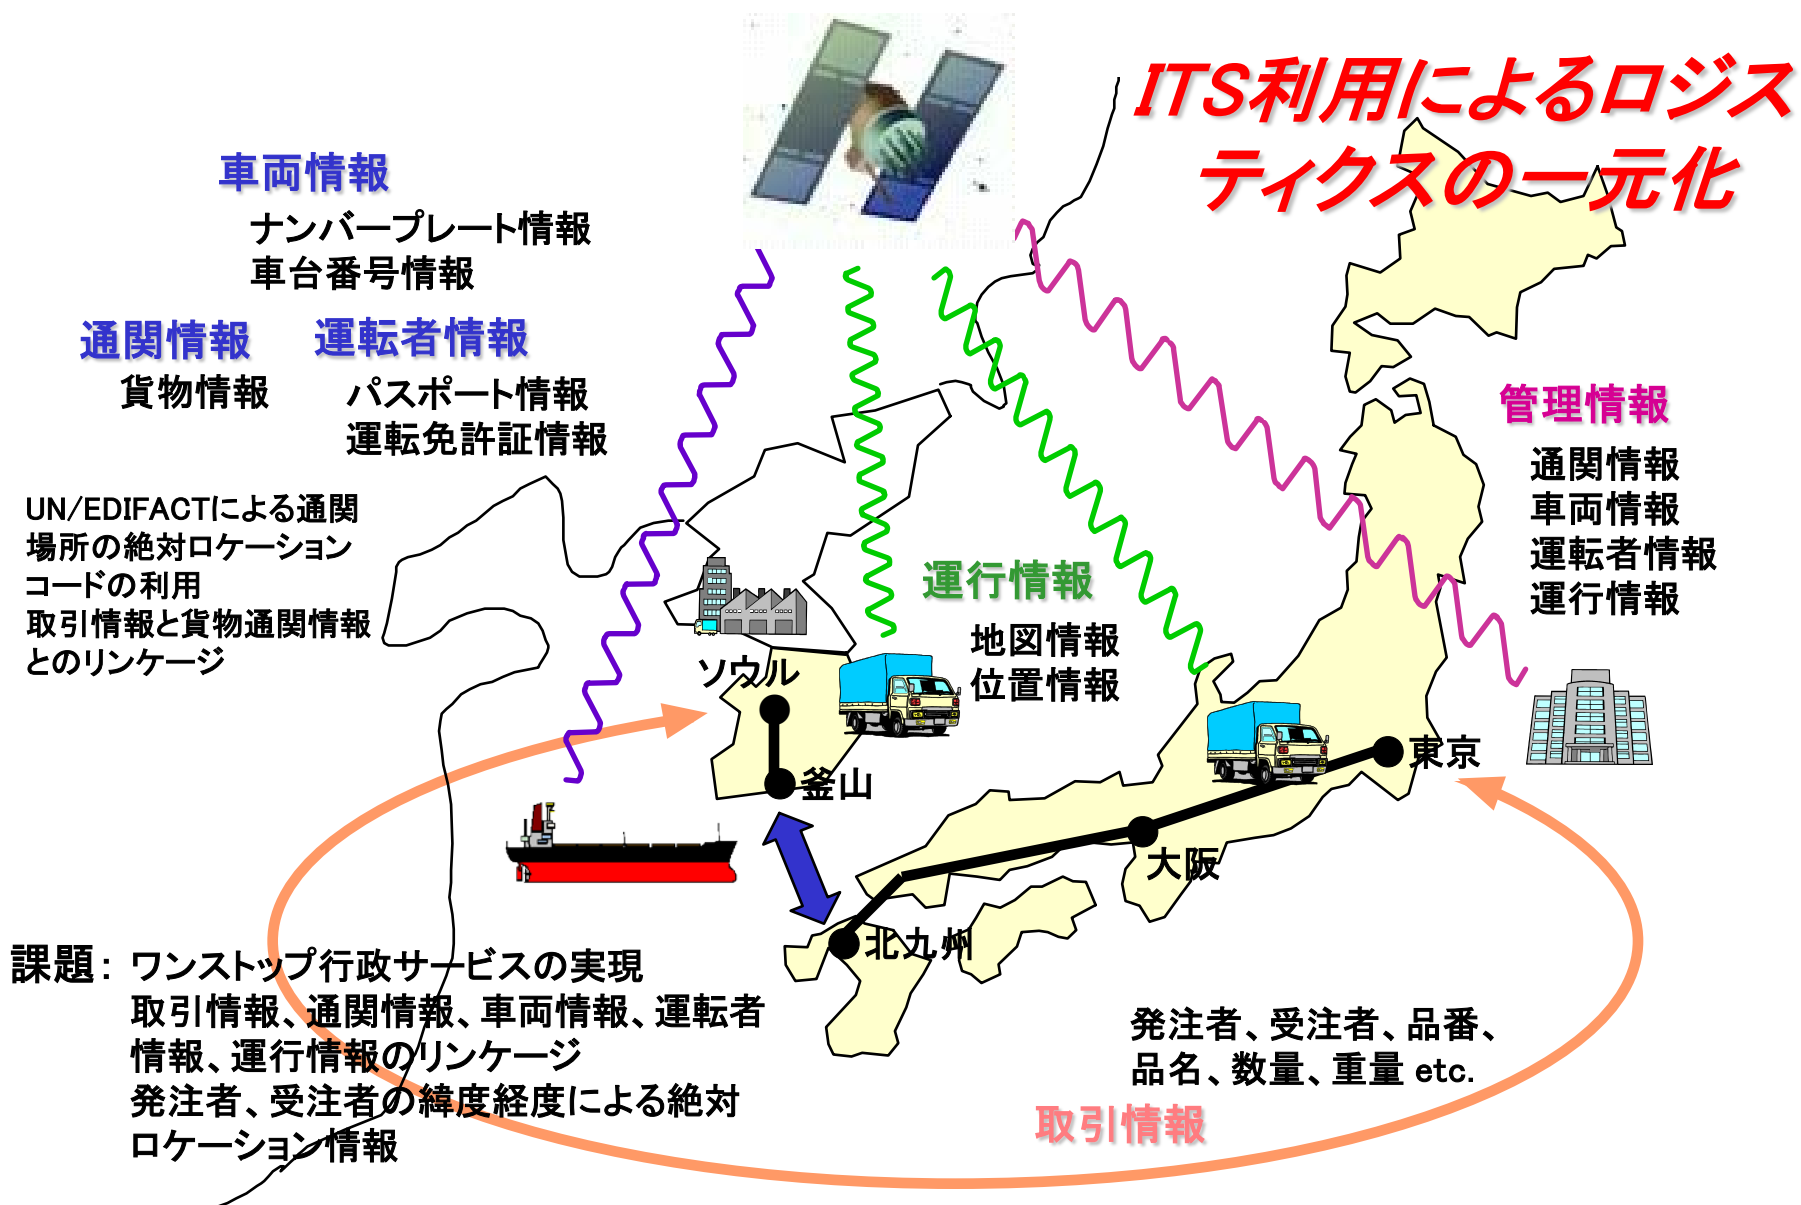 ITS利用によるロジス
ティクスの一元化
車両情報
ナンバープレート情報
車台番号情報
通関情報
貨物情報
運転者情報
パスポート情報
運転免許証情報
UN/EDIFACTによる通関
場所の絶対ロケーション
コードの利用
取引情報と貨物通関情報
とのリンケージ
管理情報
通関情報
車両情報
運転者情報
運行情報
運行情報
地図情報
位置情報
ソウル
釜山
東京
大阪
北九州
課題: ワンストップ行政サービスの実現
取引情報、通関情報、車両情報、運転者
情報、運行情報のリンケージ
発注者、受注者の緯度経度による絶対
ロケーション情報
発注者、受注者、品番、
品名、数量、重量 etc.
取引情報